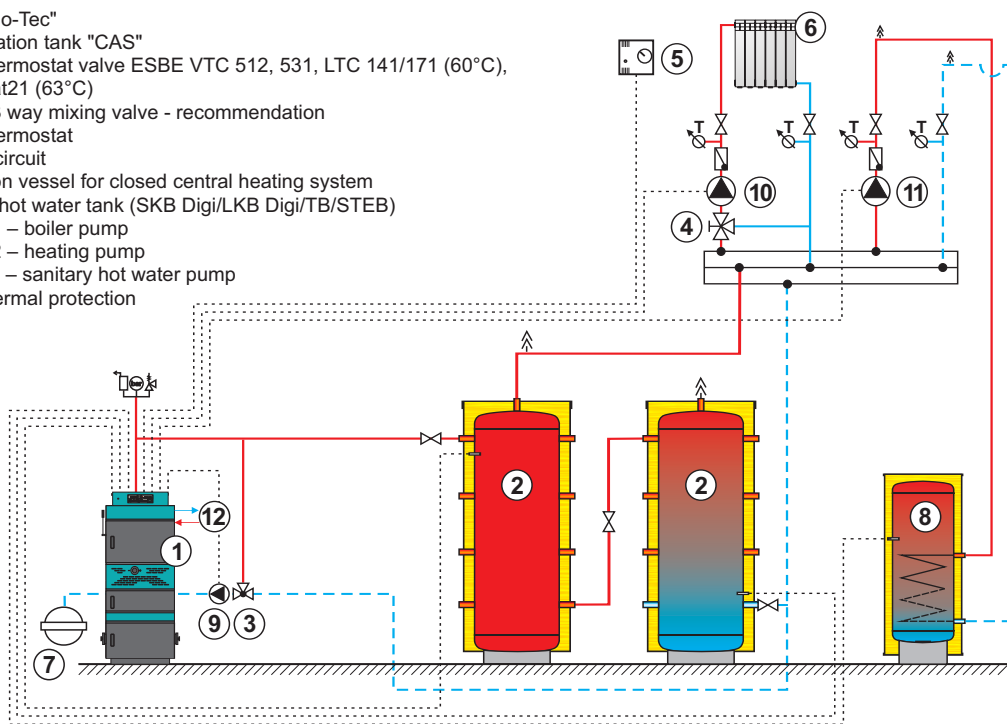 o-Tec"
ation tank "CAS"
ermostat valve ESBE VTC 512, 531, LTC 141/171 (60°C),
at21 (63°C)
way mixing valve - recommendation
ermostat
circuit
on vessel for closed central heating system
hot water tank (SKB Digi/LKB Digi/TB/STEB)
– boiler pump
– heating pump
– sanitary hot water pump
ermal protection
5
6
T
T
T
T
10
11
4
bar
2
2
8
12
1
9
3
7